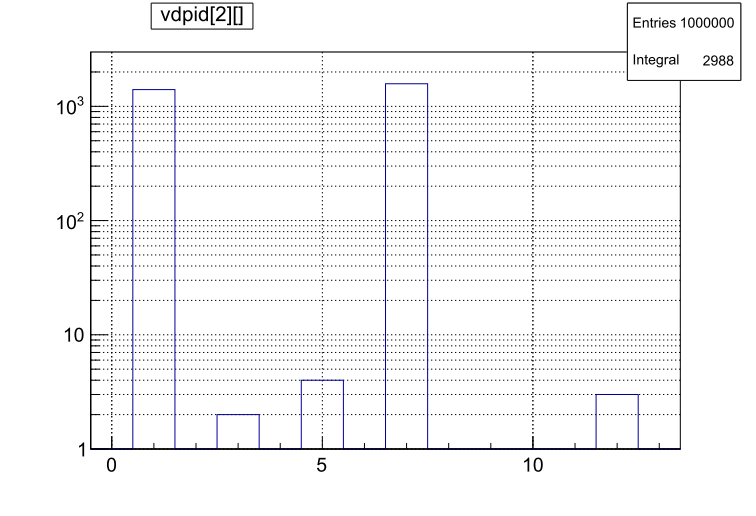 vdpid[2][]
Entries 1000000
Integral 2988
10³
10²
10
1
0 5 10